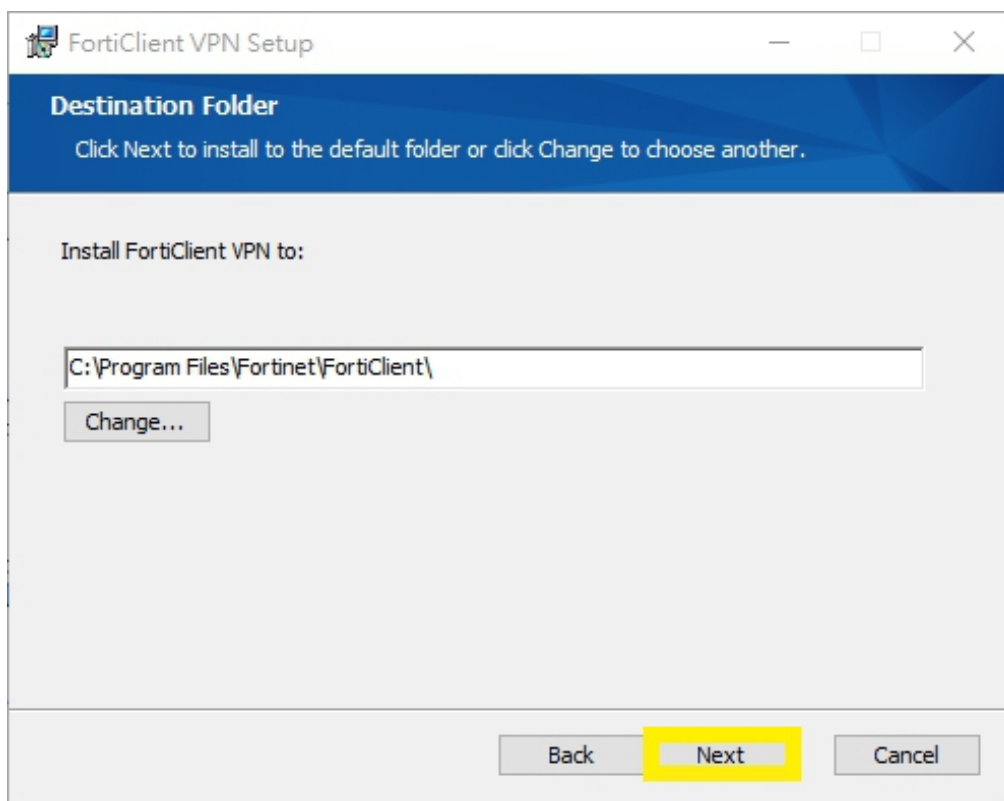 FortiClient VPN Setup
Destination Folder
Click Next to install to the default folder or click Change to choose another.
Install FortiClient VPN to:
C:\Program Files\Fortinet\FortiClient\
Change...
Back Next Cancel